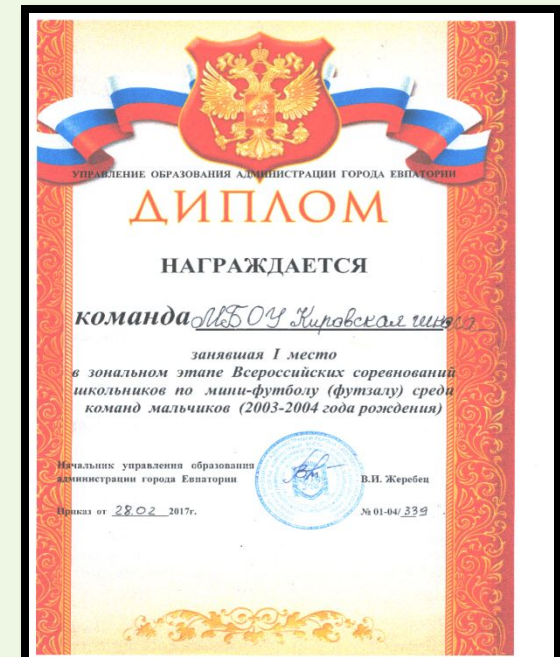 УПРАВЛЕНИЕ ОБРАЗОВАНИЯ АДМИНИСТРАЦИИ ГОРОДА ЕВПАТОРИИ
ДИПЛОМ
НАГРАЖДАЕТСЯ
команда МБОУ Кировская школа
занявшая I место
в зональном этапе Всероссийских соревнований
школьников по мини-футболу (футзалу) среди
команд мальчиков (2003-2004 года рождения)
Начальник управления образования
администрации города Евпатории В.И. Жеребец
Приказ от 28.02 2017г. № 01-04/ 339